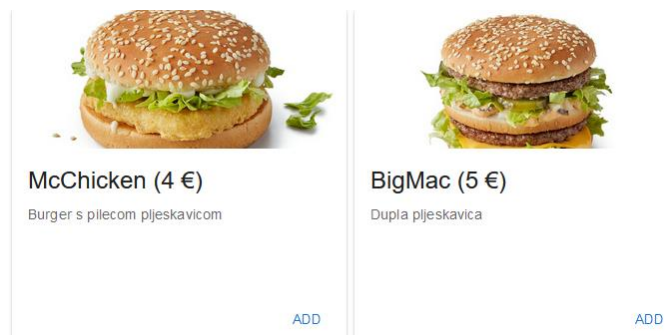 McChicken (4 €)
Burger s pilecom pljeskavicom
ADD
BigMac (5 €)
Dupla pljeskavica
ADD